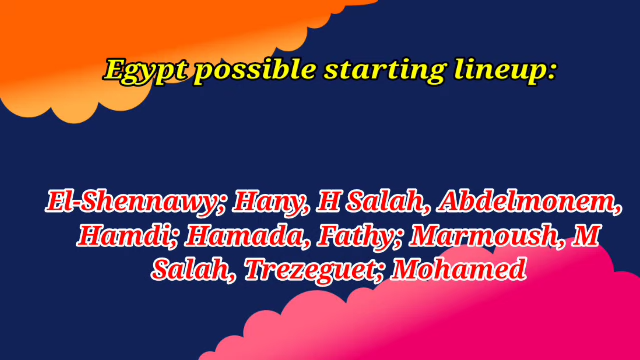 Egypt possible starting lineup:
El-Shennawy; Hany, H Salah, Abdelmonem,
Hamdi; Hamada, Fathy; Marmoush, M
Salah, Trezeguet; Mohamed